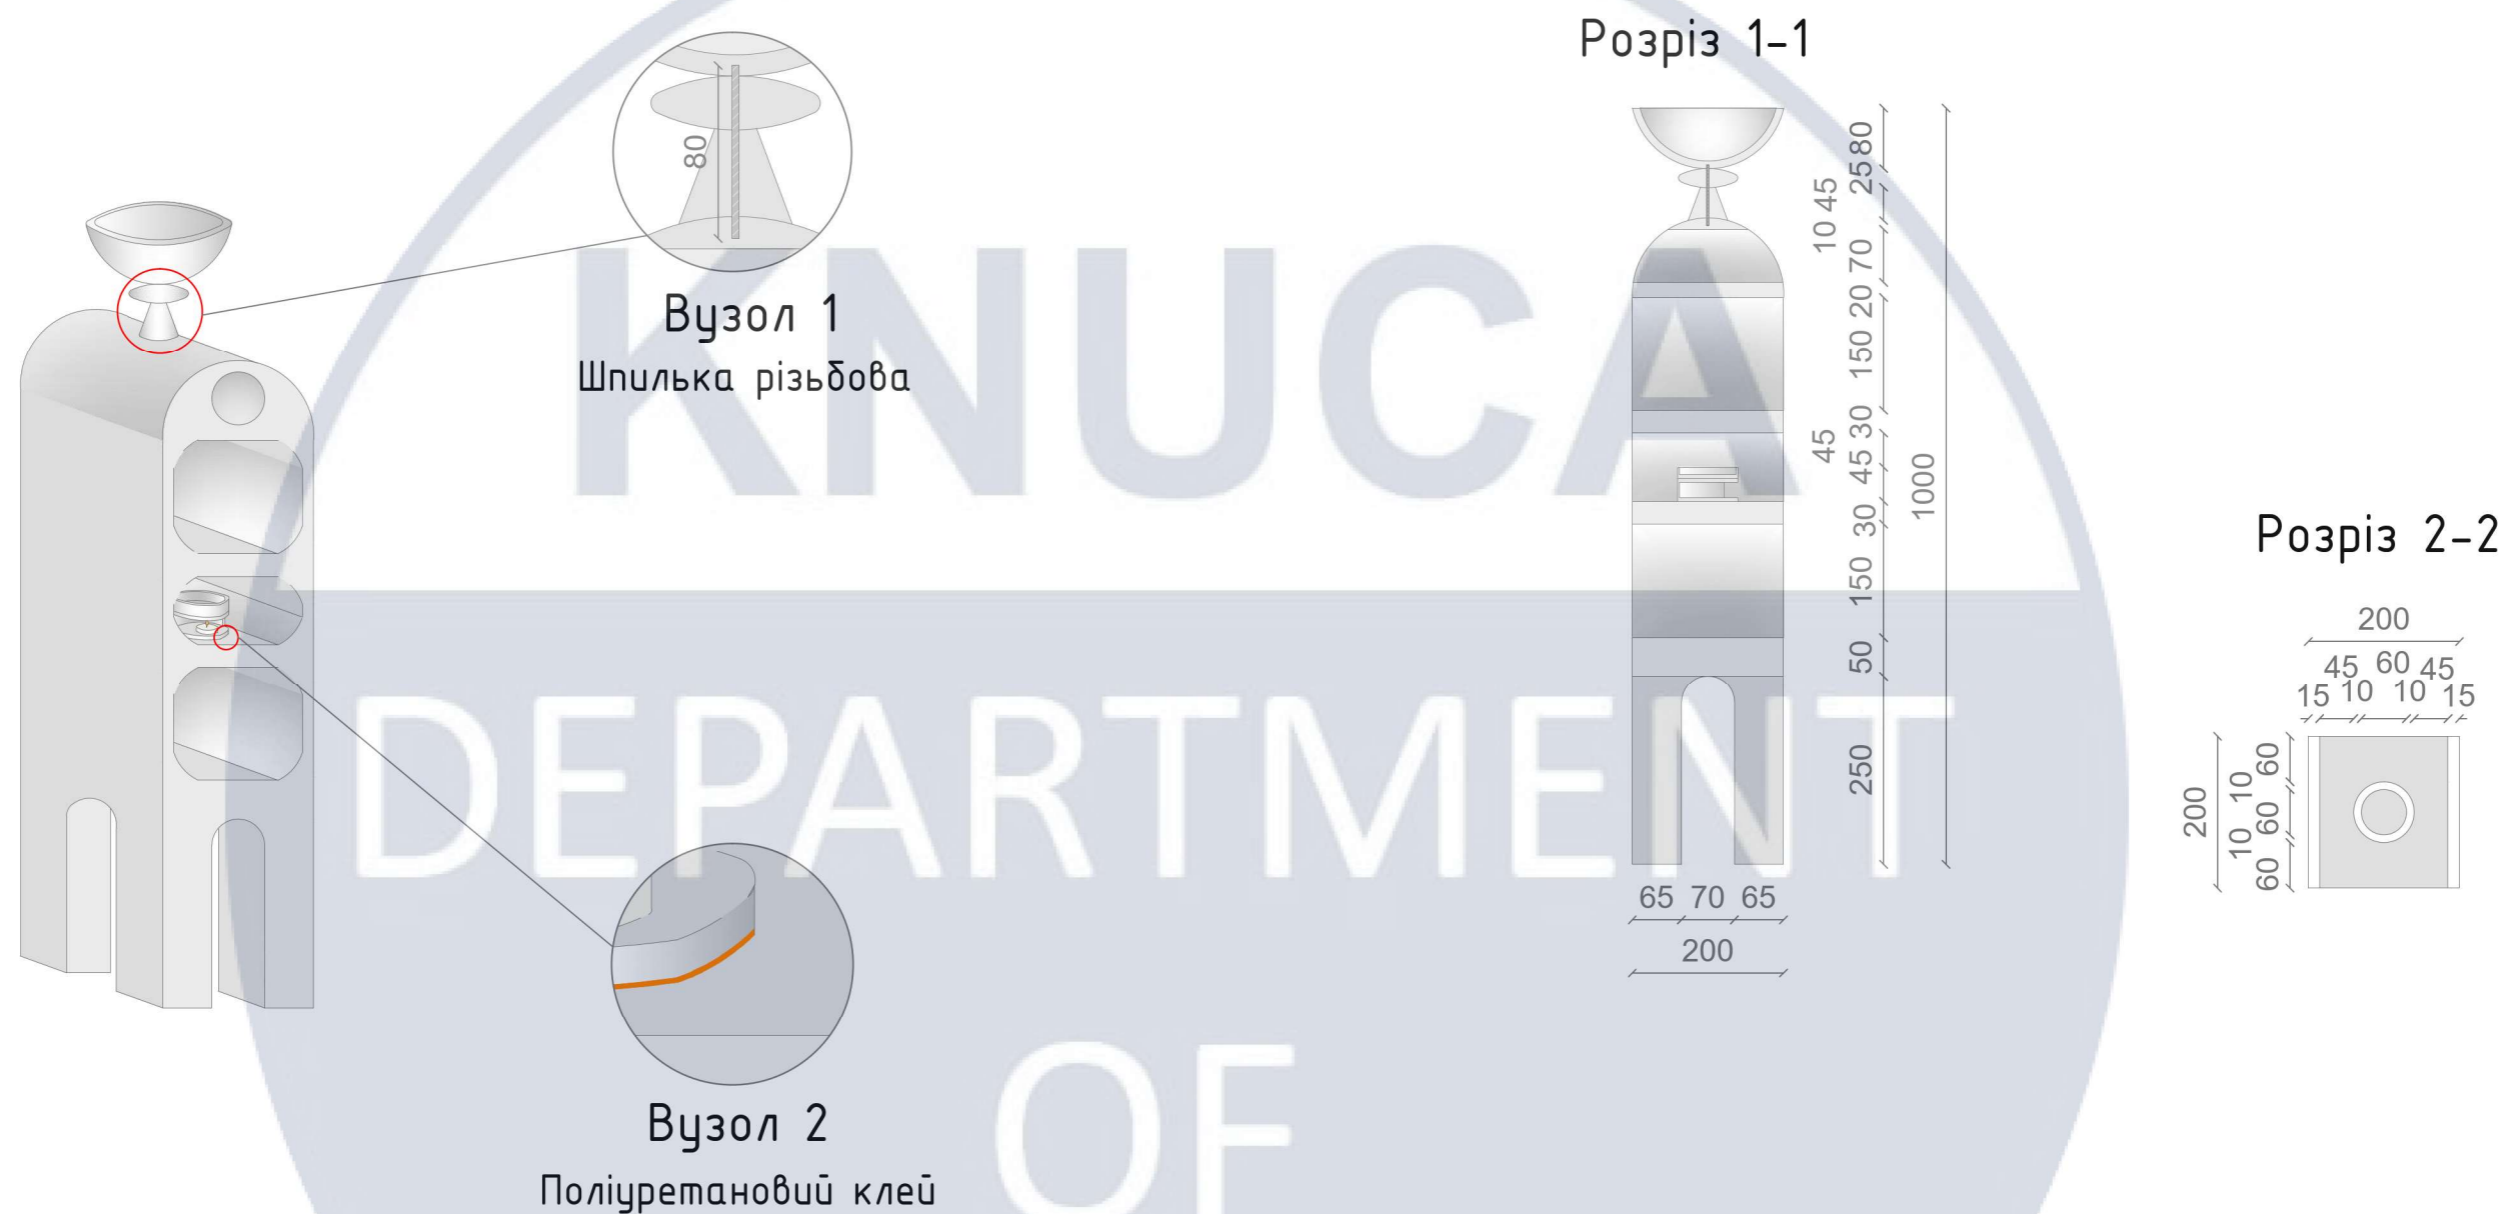 Розріз 1-1
80
Вузол 1
Шпилька різьбова
80
25
45
10
70
20
150
30
45
45
30
150
50
250
1000
65 70 65
200
Розріз 2-2
200
45 60 45
15 10 10 15
200
60
10
60
10
60
Вузол 2
Поліуретановий клей
KNUCA
DEPARTMENT
OF